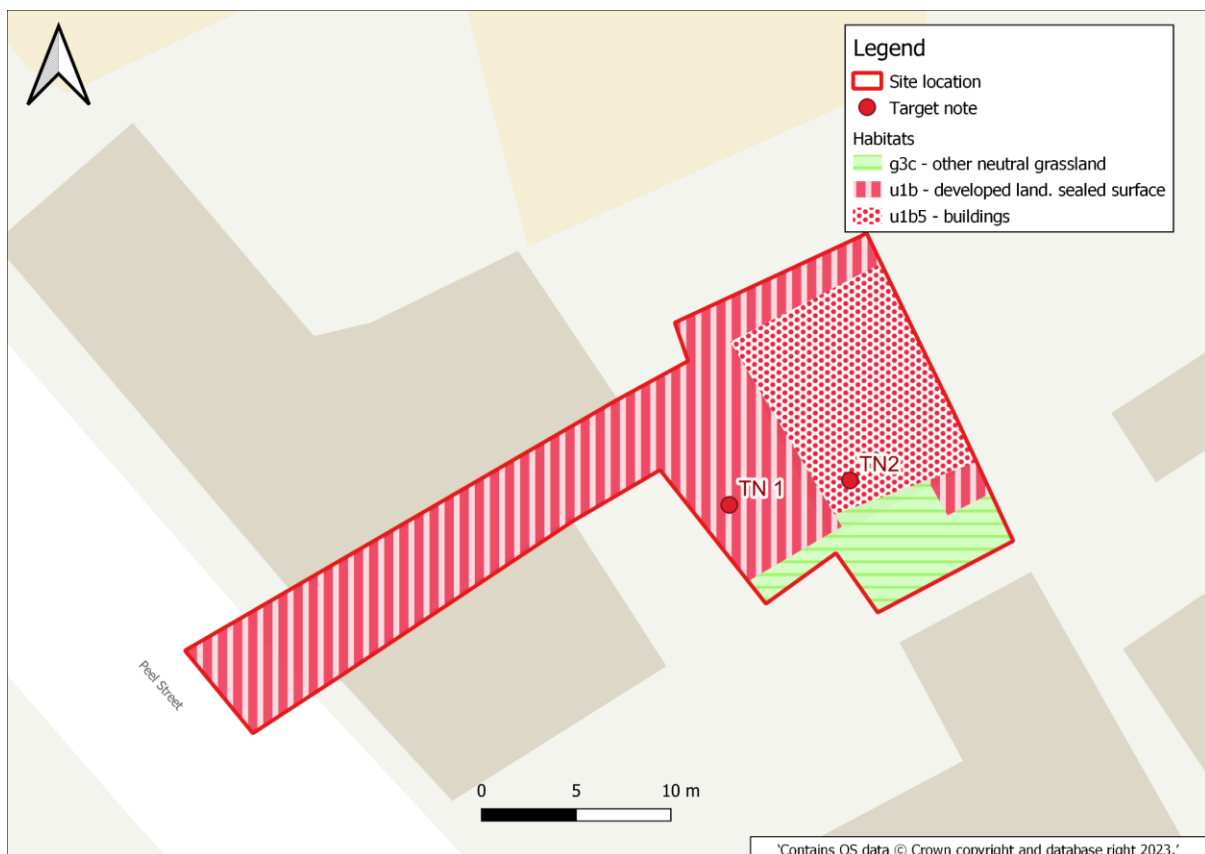 Legend
Site location
Target note
Habitats
g3c - other neutral grassland
u1b - developed land. sealed surface
u1b5 - buildings
TN2
TN 1
Peel Street
0 5 10 m
'Contains OS data © Crown copyright and database right 2023.'